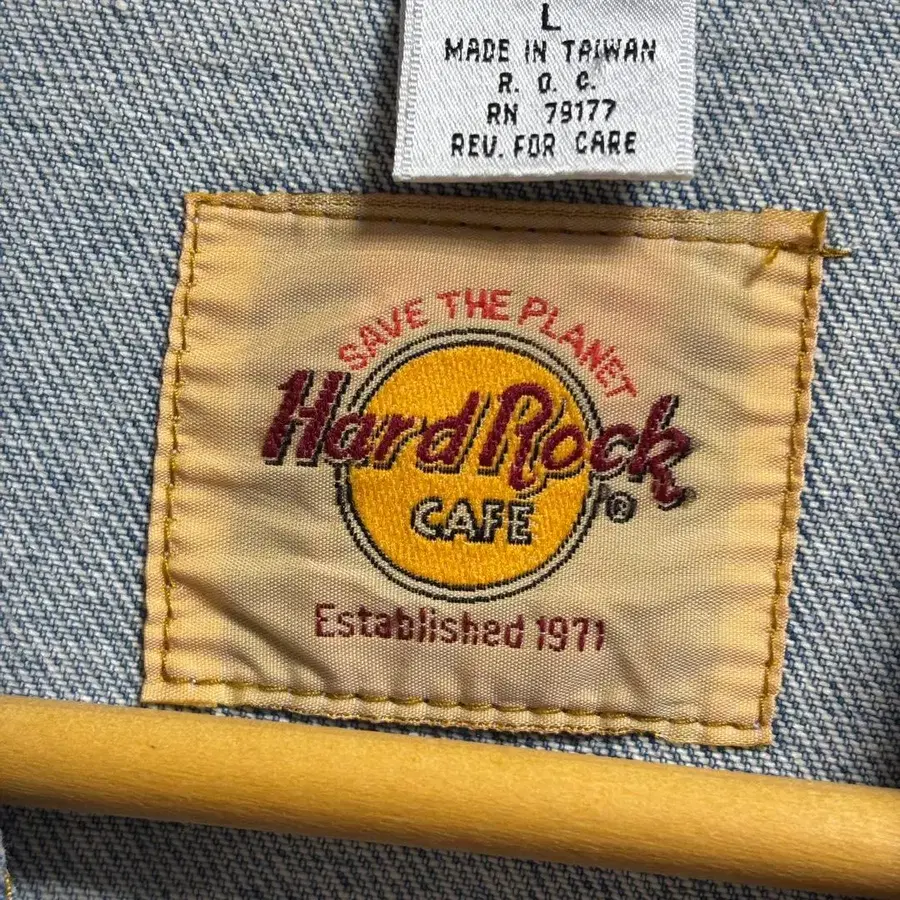 L
MADE IN TAIWAN
R. O. C.
RN 79177
REV. FOR CARE
SAVE THE PLANET
Hard Rock
CAFE ®
Established 1971